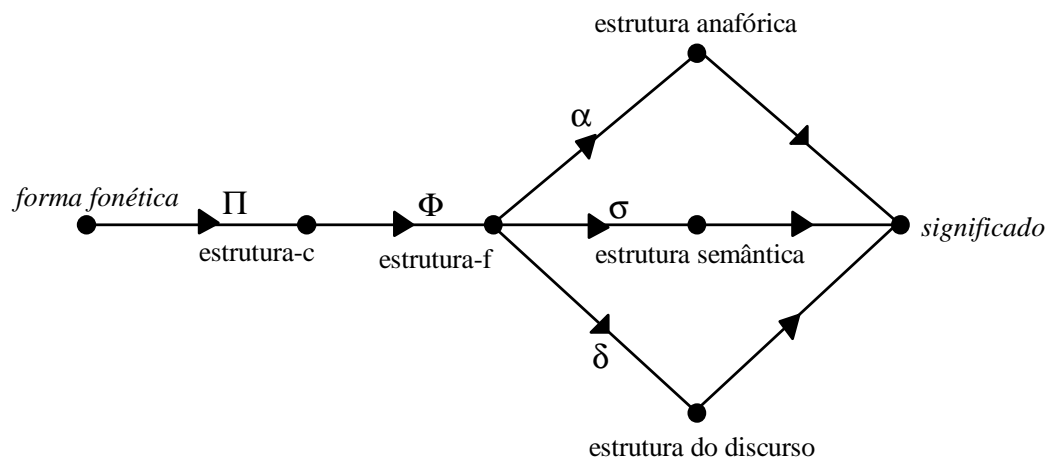 estrutura anafórica
α
forma fonética
Π
Φ
σ
significado
estrutura-c
estrutura-f
estrutura semântica
δ
estrutura do discurso